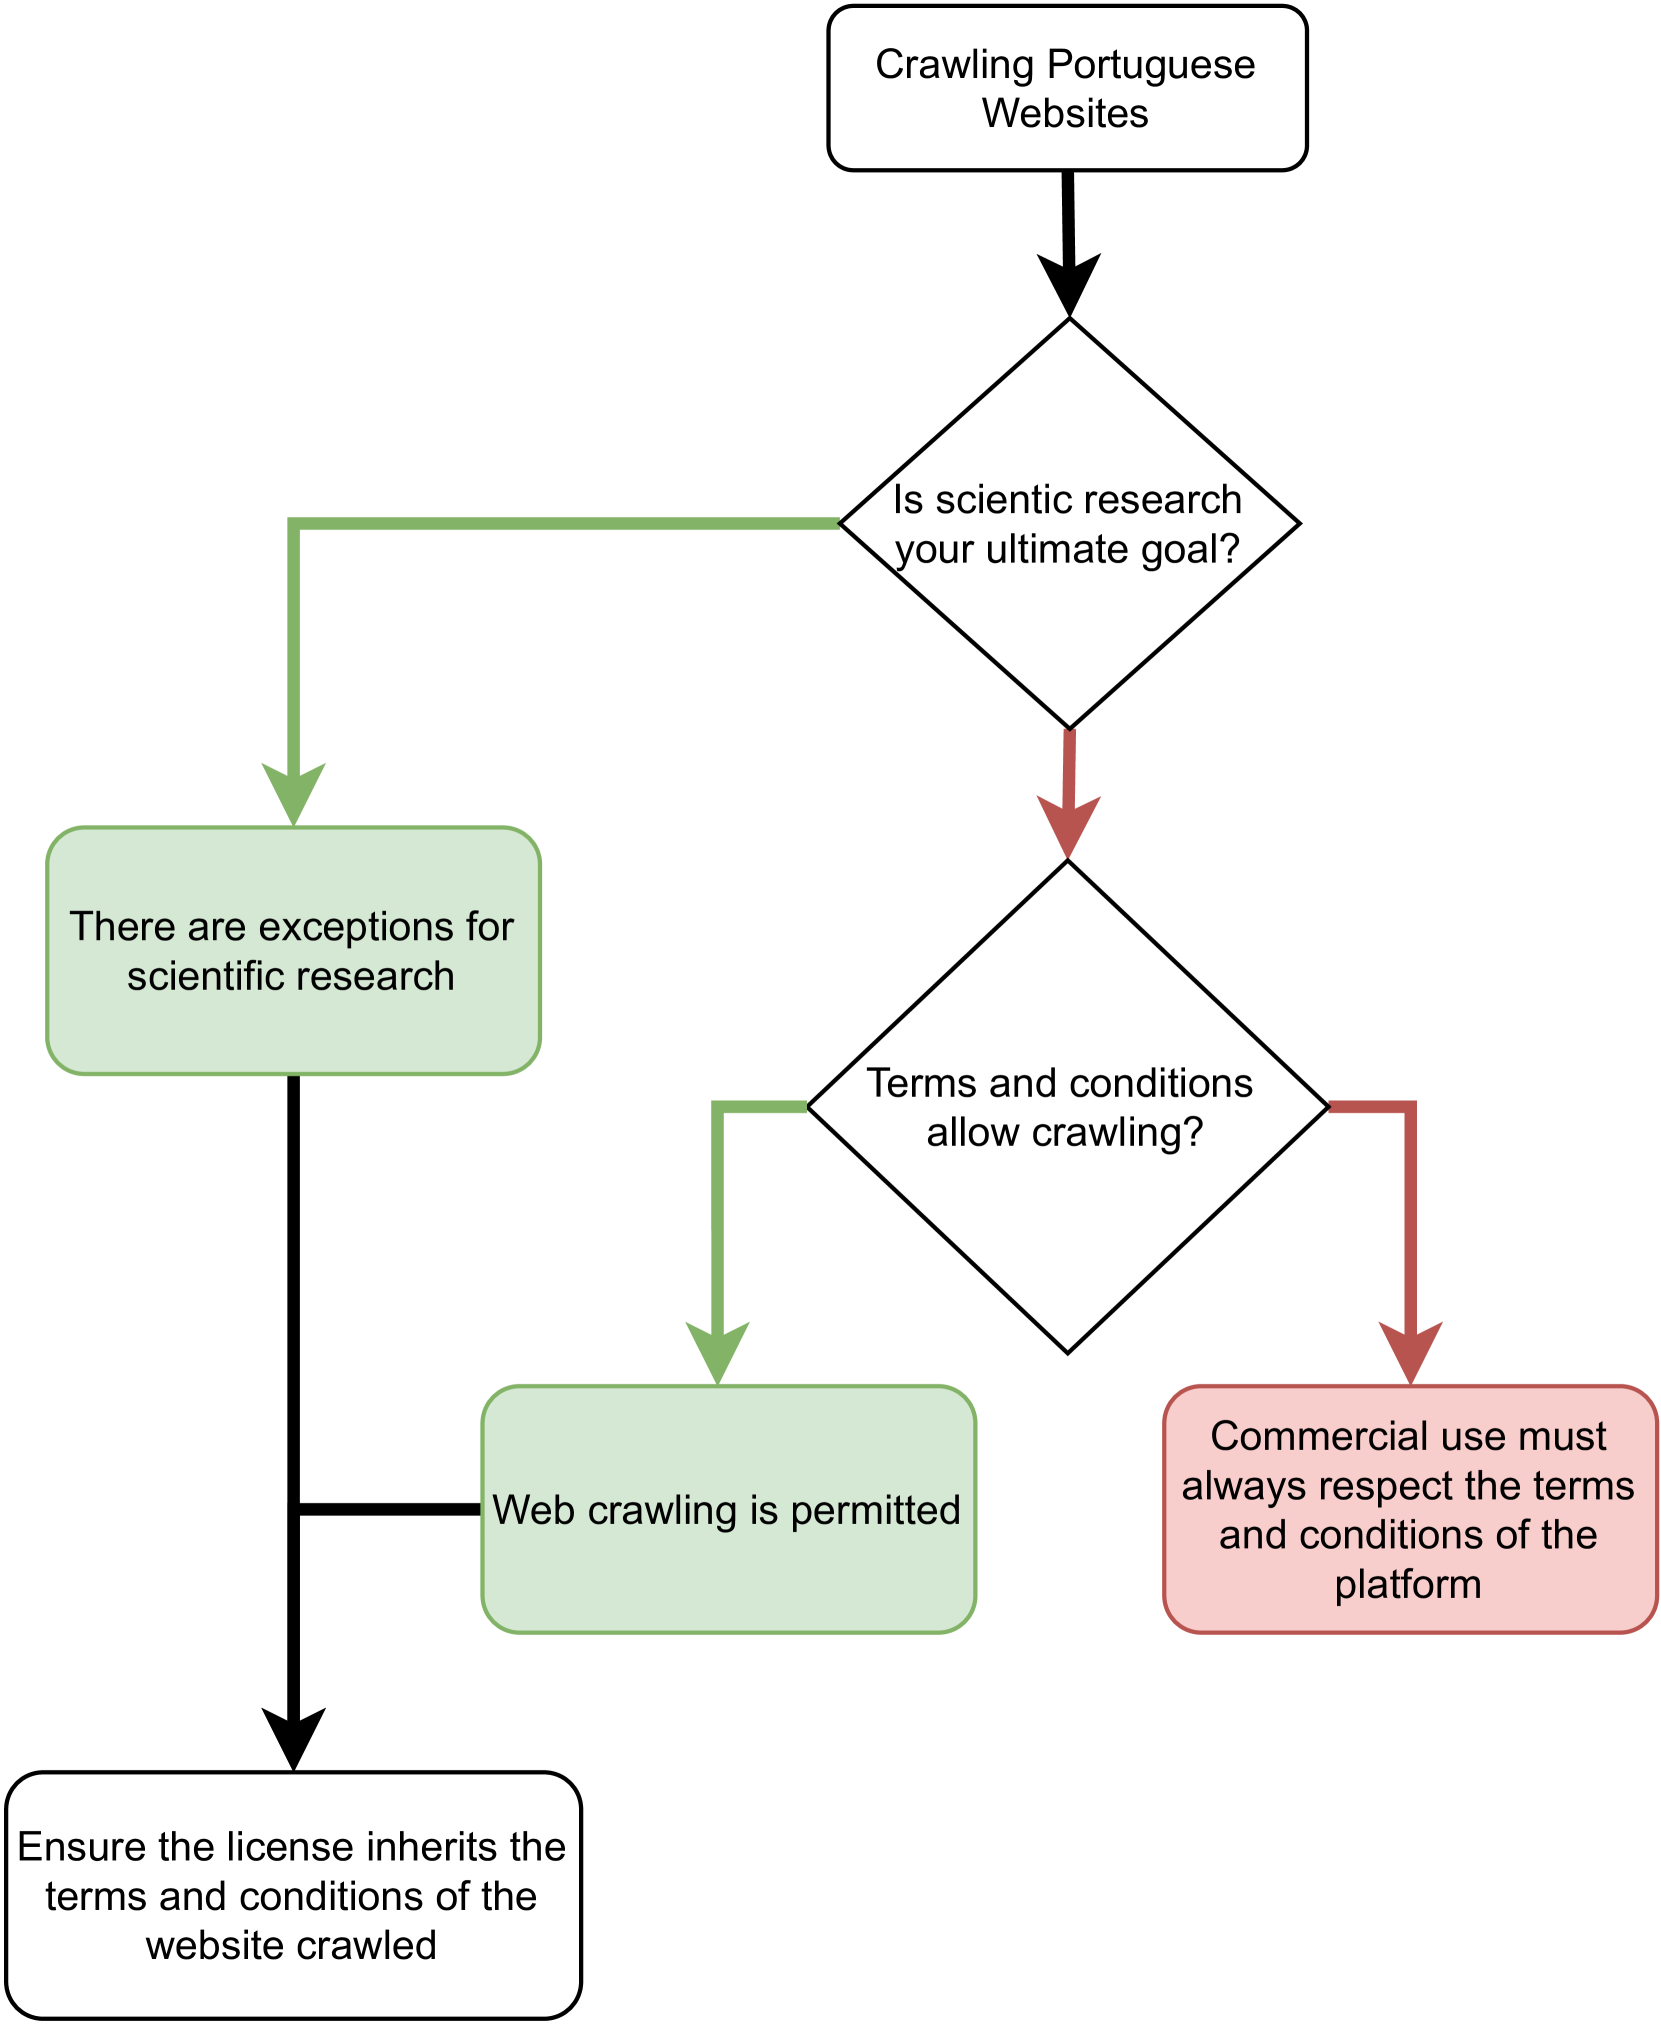 Crawling Portuguese
Websites
Is scientic research
your ultimate goal?
There are exceptions for
scientific research
Terms and conditions
allow crawling?
Web crawling is permitted
Commercial use must
always respect the terms
and conditions of the
platform
Ensure the license inherits the
terms and conditions of the
website crawled